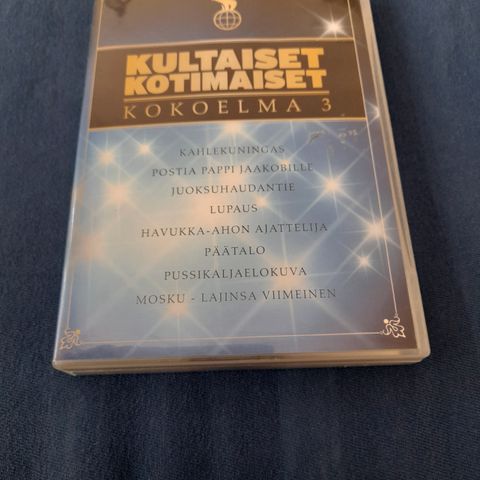 KULTAISET
KOTIMAISET
KOKOELMA 3
KAHLEKUNINGAS
POSTIA PAPPI JAAKOBILLE
JUOKSUHAUDANTIE
LUPAUS
HAVUKKA-AHON AJATTELIJA
PÄÄTALO
PUSSIKALJAELOKUVA
MOSKU - LAJINSA VIIMEINEN